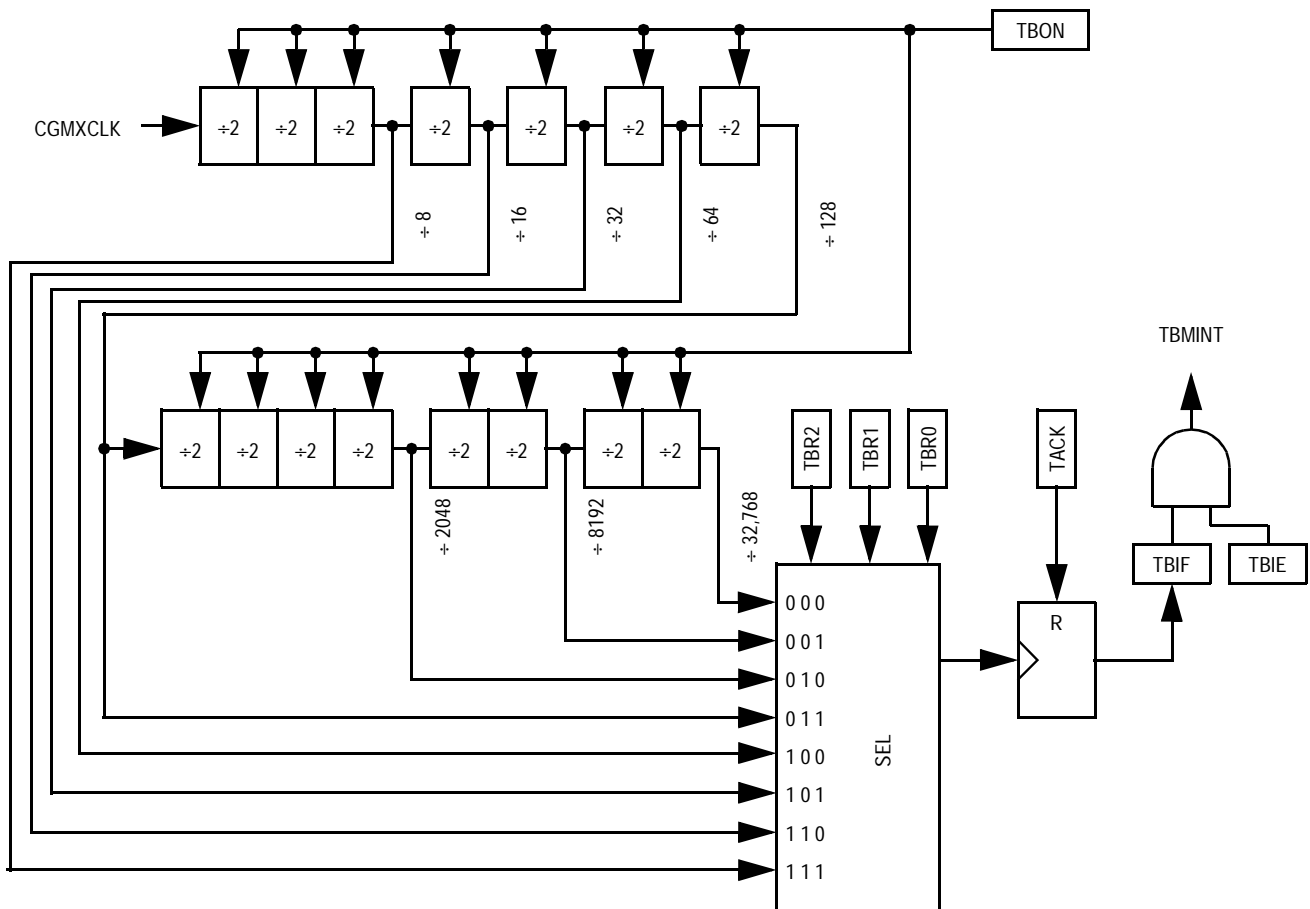 TBON
CGMXCLK
÷2 ÷2 ÷2 ÷2 ÷2 ÷2 ÷2
÷ 8
÷ 16
÷ 32
÷ 64
÷ 128
TBMINT
÷2 ÷2 ÷2 ÷2 ÷2 ÷2 ÷2 ÷2
TBR2
TBR1
TBR0
TACK
÷ 2048
÷ 8192
÷ 32,768
TBIF
TBIE
0 0 0
0 0 1
0 1 0
0 1 1
1 0 0
1 0 1
1 1 0
1 1 1
SEL
R